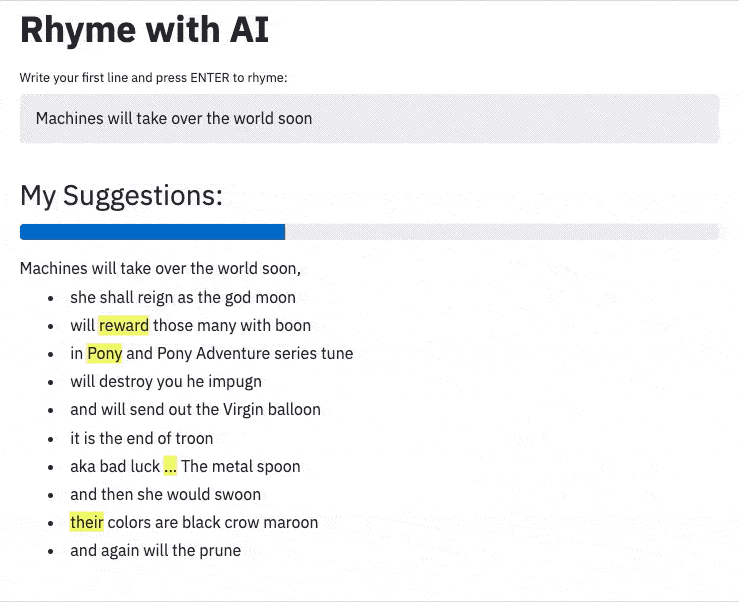 Rhyme with AI
Write your first line and press ENTER to rhyme:
Machines will take over the world soon
My Suggestions:
Machines will take over the world soon,
she shall reign as the god moon
will reward those many with boon
in Pony and Pony Adventure series tune
will destroy you he impugn
and will send out the Virgin balloon
it is the end of troon
aka bad luck ... The metal spoon
and then she would swoon
their colors are black crow maroon
and again will the prune